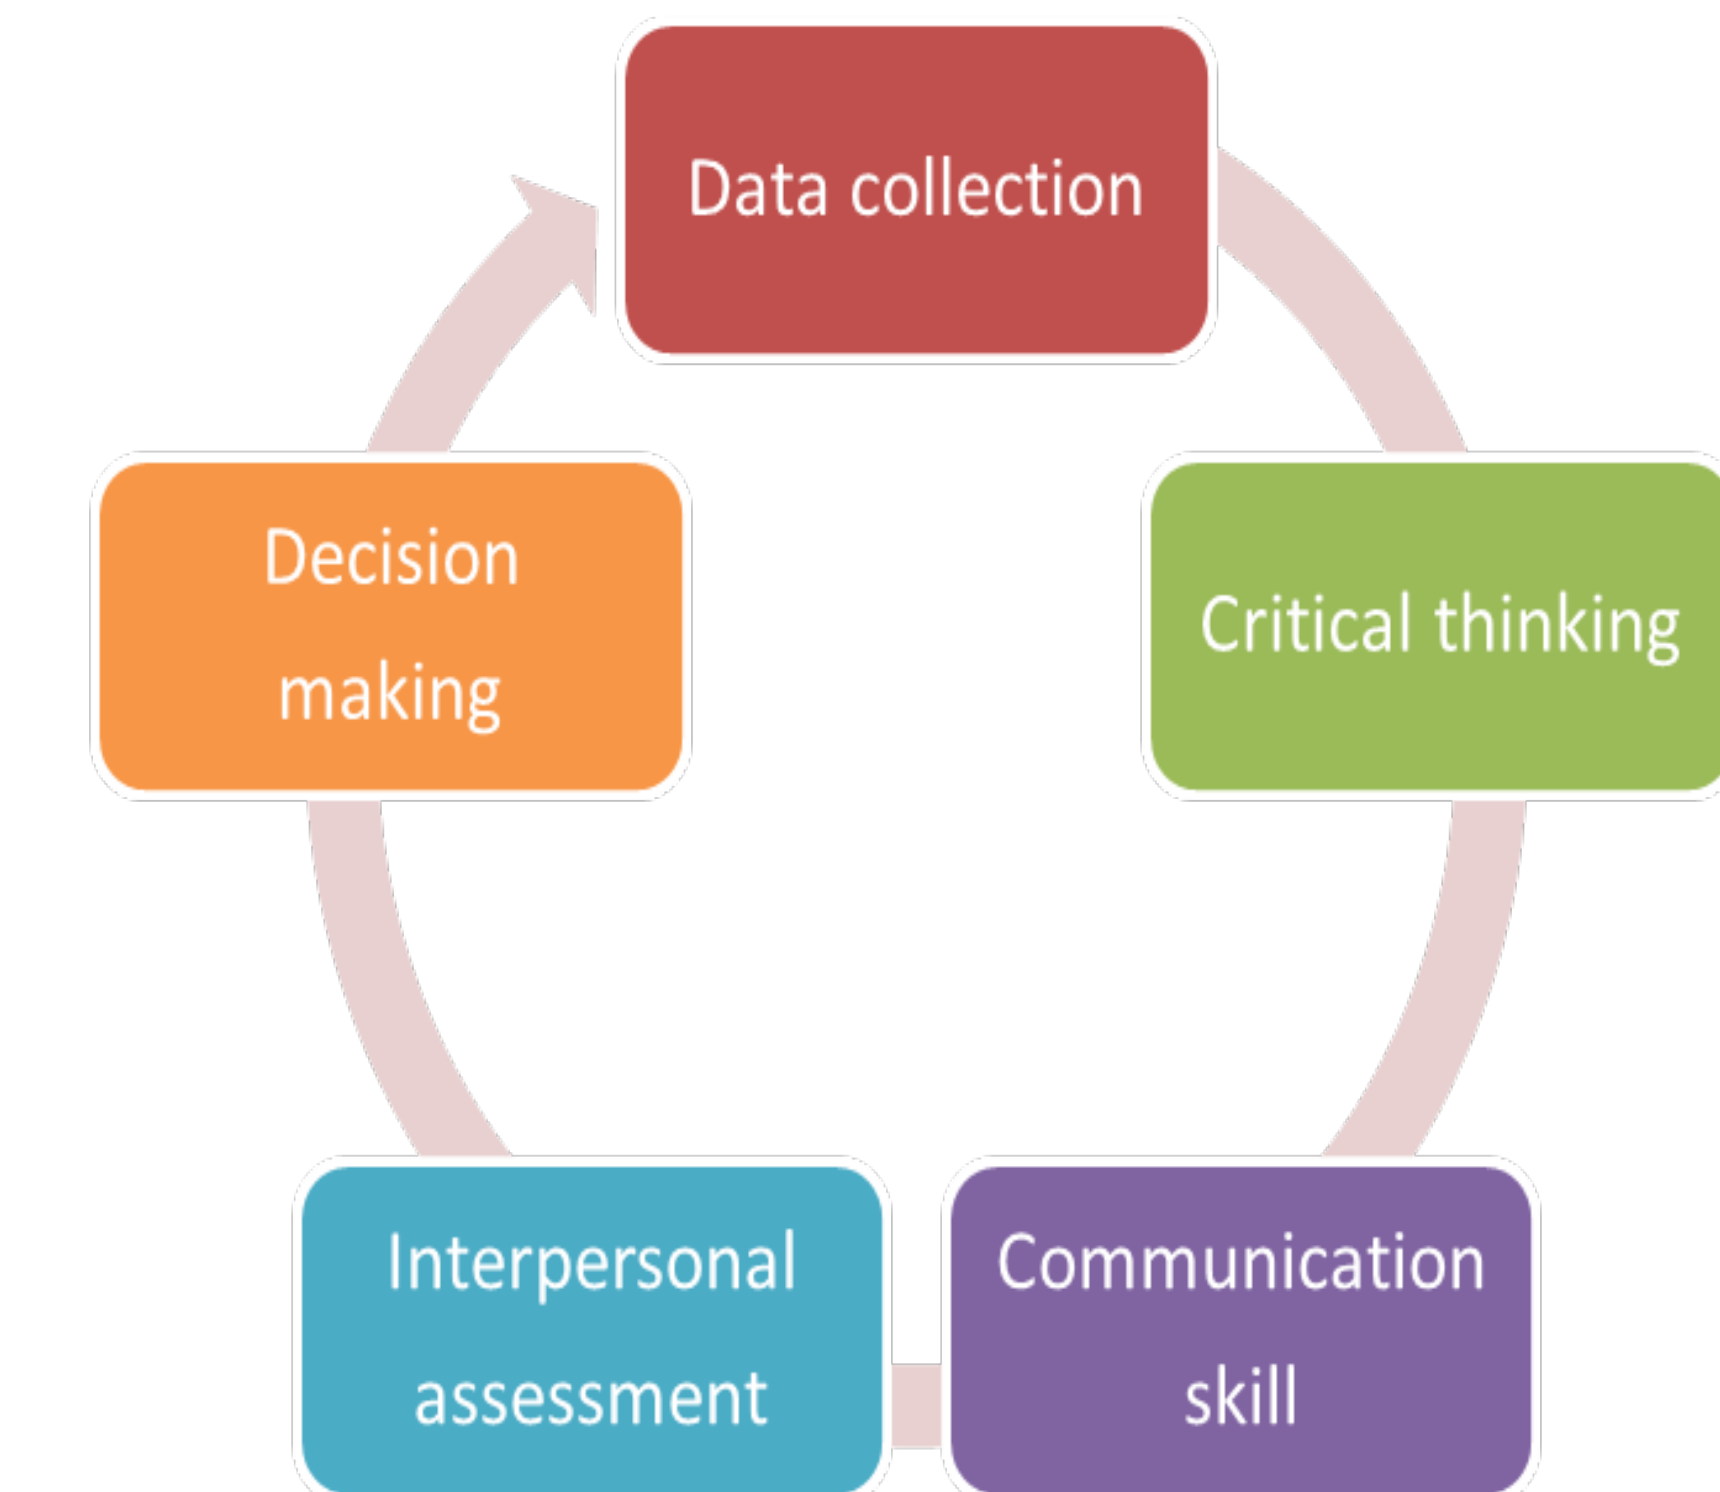 Data collection
Critical thinking
Communication
skill
Interpersonal
assessment
Decision
making